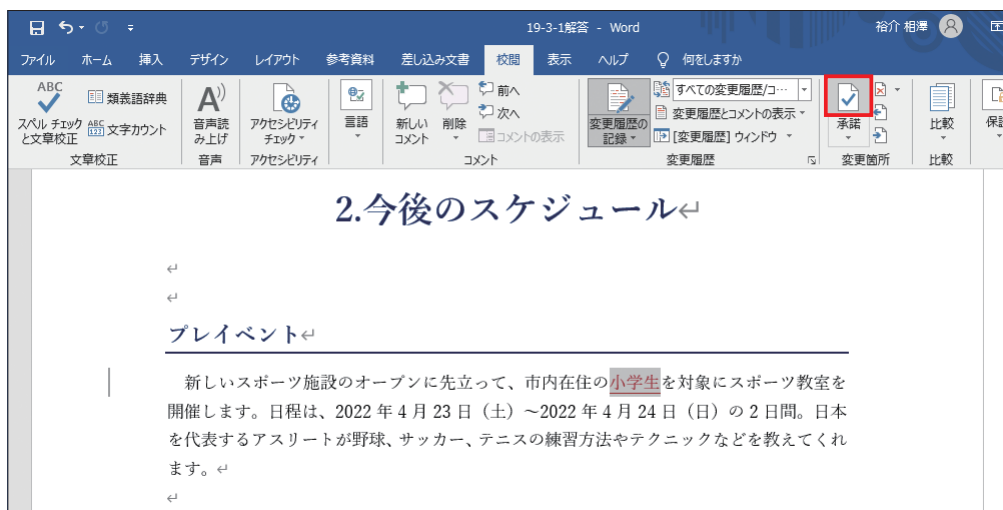 19-3-1解答 - Word
裕介 相澤
ファイル ホーム 挿入 デザイン レイアウト 参考資料 差し込み文書 校閲 表示 ヘルプ 何をしますか
ABC
スペル チェック
と文章校正
類義語辞典
ABC
123 文字カウント
文章校正
A
音声読
み上げ
音声
アクセシビリティ
チェック
アクセシビリティ
言語
新しい
コメント
削除
前へ
次へ
コメントの表示
コメント
変更履歴の
記録
すべての変更履歴/コ…
変更履歴とコメントの表示
[変更履歴] ウィンドウ
変更履歴
承諾
変更箇所
比較
比較
2.今後のスケジュール↵
↵
↵
プレイベント↵
新しいスポーツ施設のオープンに先立って、市内在住の小学生を対象にスポーツ教室を
開催します。日程は、2022 年 4 月 23 日（土）～2022 年 4 月 24 日（日）の 2 日間。日本
を代表するアスリートが野球、サッカー、テニスの練習方法やテクニックなどを教えてくれ
ます。↵
↵